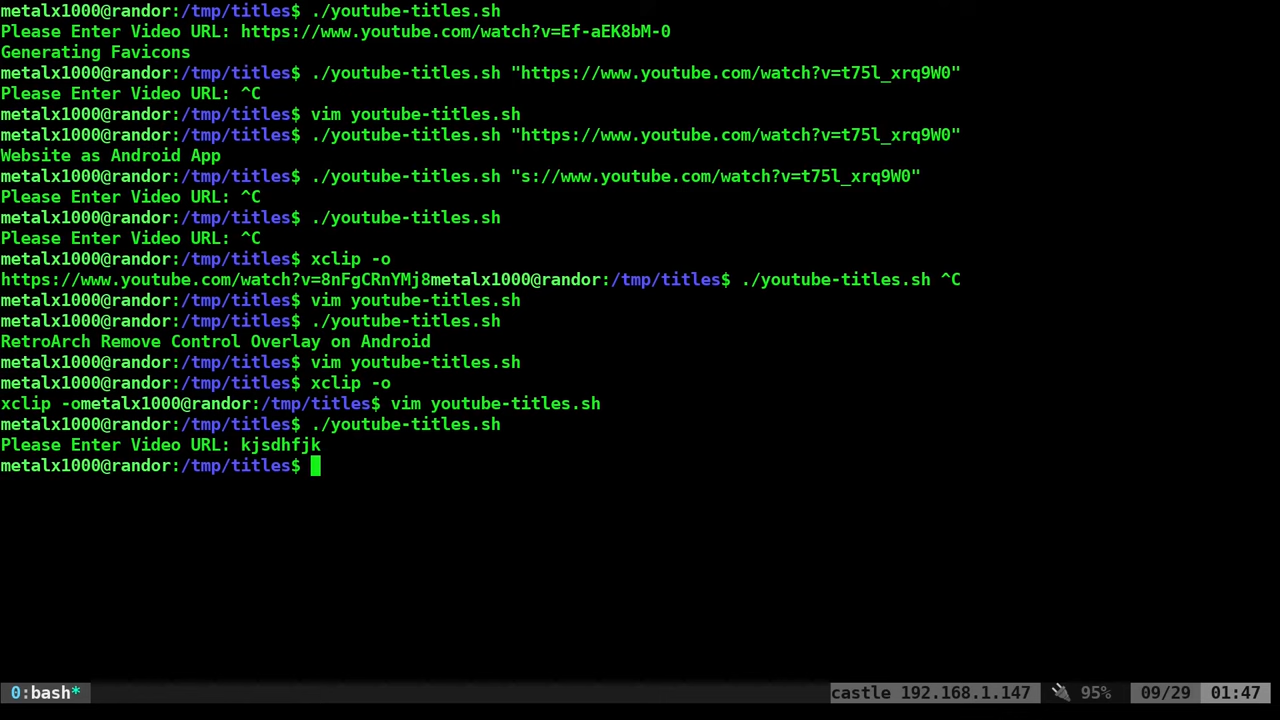 metalx1000@randor:/tmp/titles$ ./youtube-titles.sh
Please Enter Video URL: https://www.youtube.com/watch?v=Ef-aEK8bM-0
Generating Favicons
metalx1000@randor:/tmp/titles$ ./youtube-titles.sh "https://www.youtube.com/watch?v=t75l_xrq9W0"
Please Enter Video URL: ^C
metalx1000@randor:/tmp/titles$ vim youtube-titles.sh
metalx1000@randor:/tmp/titles$ ./youtube-titles.sh "https://www.youtube.com/watch?v=t75l_xrq9W0"
Website as Android App
metalx1000@randor:/tmp/titles$ ./youtube-titles.sh "s://www.youtube.com/watch?v=t75l_xrq9W0"
Please Enter Video URL: ^C
metalx1000@randor:/tmp/titles$ ./youtube-titles.sh
Please Enter Video URL: ^C
metalx1000@randor:/tmp/titles$ xclip -o
https://www.youtube.com/watch?v=8nFgCRnYMj8metalx1000@randor:/tmp/titles$ ./youtube-titles.sh ^C
metalx1000@randor:/tmp/titles$ vim youtube-titles.sh
metalx1000@randor:/tmp/titles$ ./youtube-titles.sh
RetroArch Remove Control Overlay on Android
metalx1000@randor:/tmp/titles$ vim youtube-titles.sh
metalx1000@randor:/tmp/titles$ xclip -o
xclip -ometalx1000@randor:/tmp/titles$ vim youtube-titles.sh
metalx1000@randor:/tmp/titles$ ./youtube-titles.sh
Please Enter Video URL: kjsdhfjk
metalx1000@randor:/tmp/titles$
0:bash* castle 192.168.1.147 95% 09/29 01:47